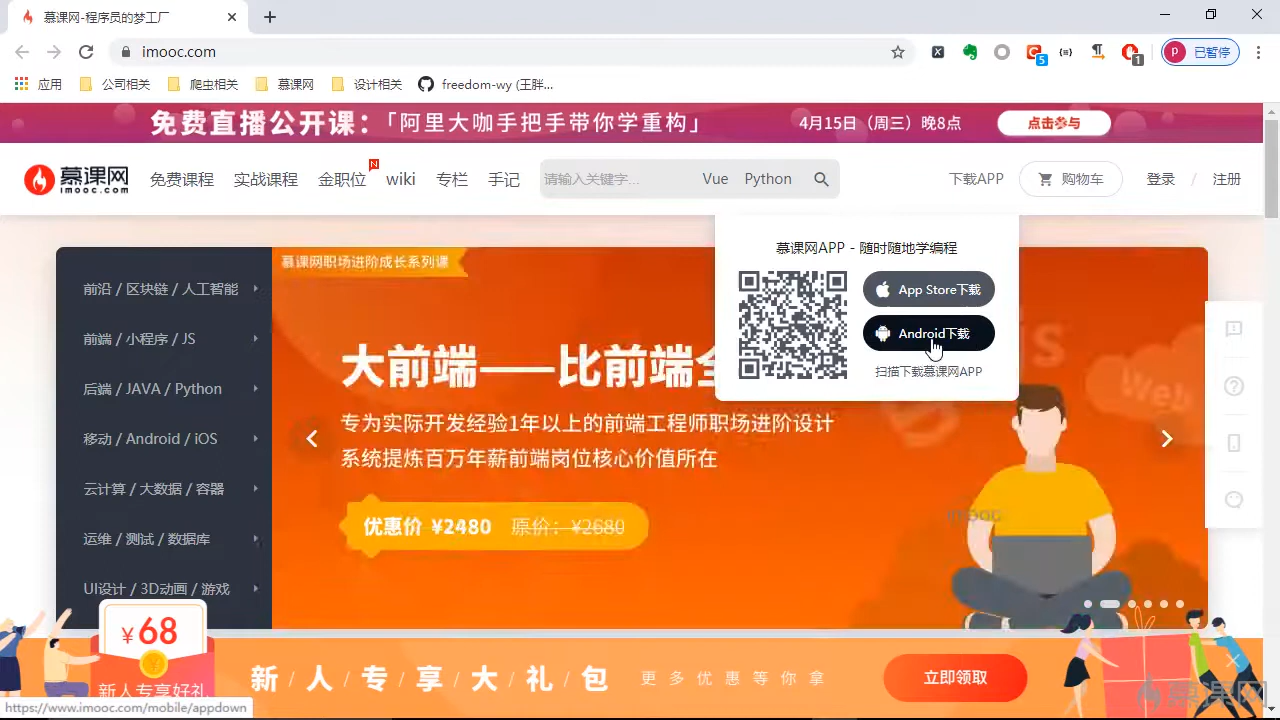 慕课网-程序员的梦工厂
imooc.com
5
1
P 已暂停
应用 公司相关 爬虫相关 慕课网 设计相关 freedom-wy (王胖...
免费直播公开课：「阿里大咖手把手带你学重构」 4月15日（周三）晚8点 点击参与
慕课网
imooc.com
免费课程 实战课程 金职位 N wiki 专栏 手记 请输入关键字... Vue Python 下载APP 购物车 登录 / 注册
慕课网APP - 随时随地学编程
App Store下载
Android下载
扫描下载慕课网APP
前沿 / 区块链 / 人工智能
前端 / 小程序 / JS
后端 / JAVA / Python
移动 / Android / iOS
云计算 / 大数据 / 容器
运维 / 测试 / 数据库
UI设计 / 3D动画 / 游戏
慕课网职场进阶成长系列课
大前端——比前端全
专为实际开发经验1年以上的前端工程师职场进阶设计
系统提炼百万年薪前端岗位核心价值所在
优惠价 ¥2480 原价：¥2680
Web
imooc
¥68
新人专享好礼
新 / 人 / 专 / 享 / 大 / 礼 / 包 更多优惠等你拿 立即领取
慕课网
https://www.imooc.com/mobile/appdown